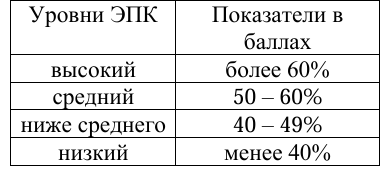 Уровни ЭПК Показатели в
баллах
высокий более 60%
средний 50 – 60%
ниже среднего 40 – 49%
низкий менее 40%